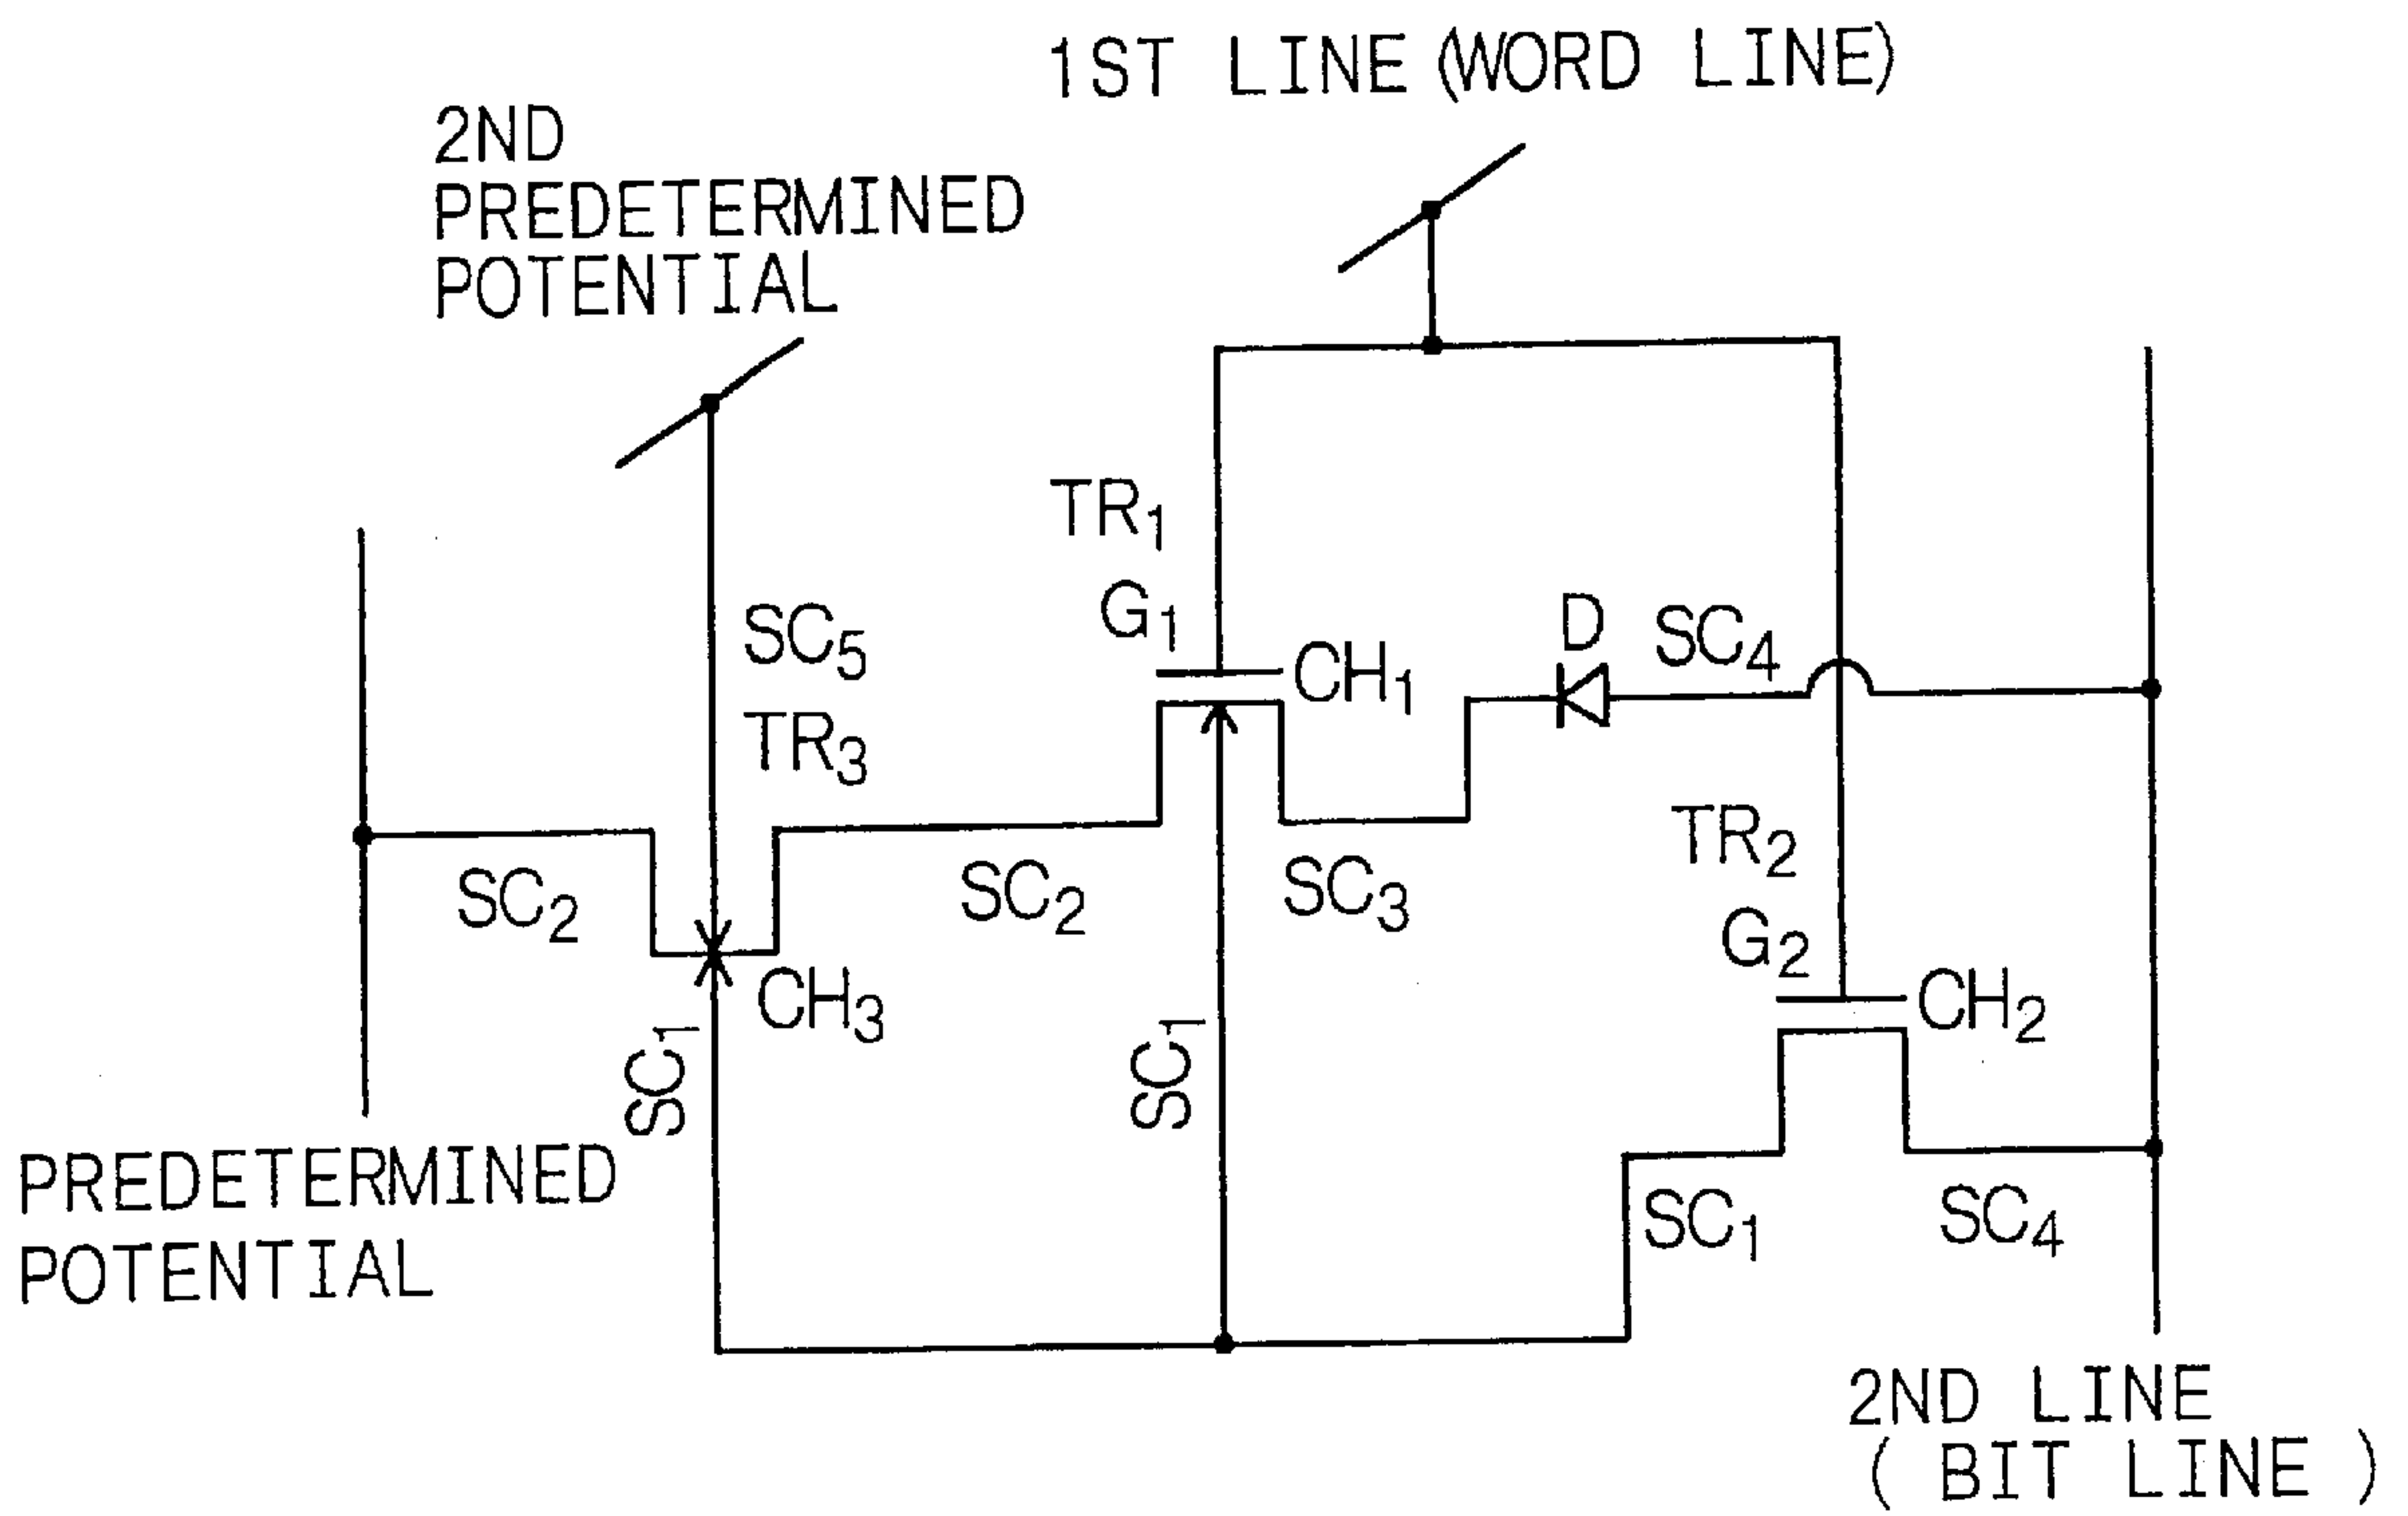 1ST LINE (WORD LINE)
2ND
PREDETERMINED
POTENTIAL
TR1
G1
CH1
D
SC4
SC5
TR3
TR2
G2
CH2
SC2
SC2
SC3
CH3
SC1
SC1
SC1
SC4
PREDETERMINED
POTENTIAL
2ND LINE
( BIT LINE )